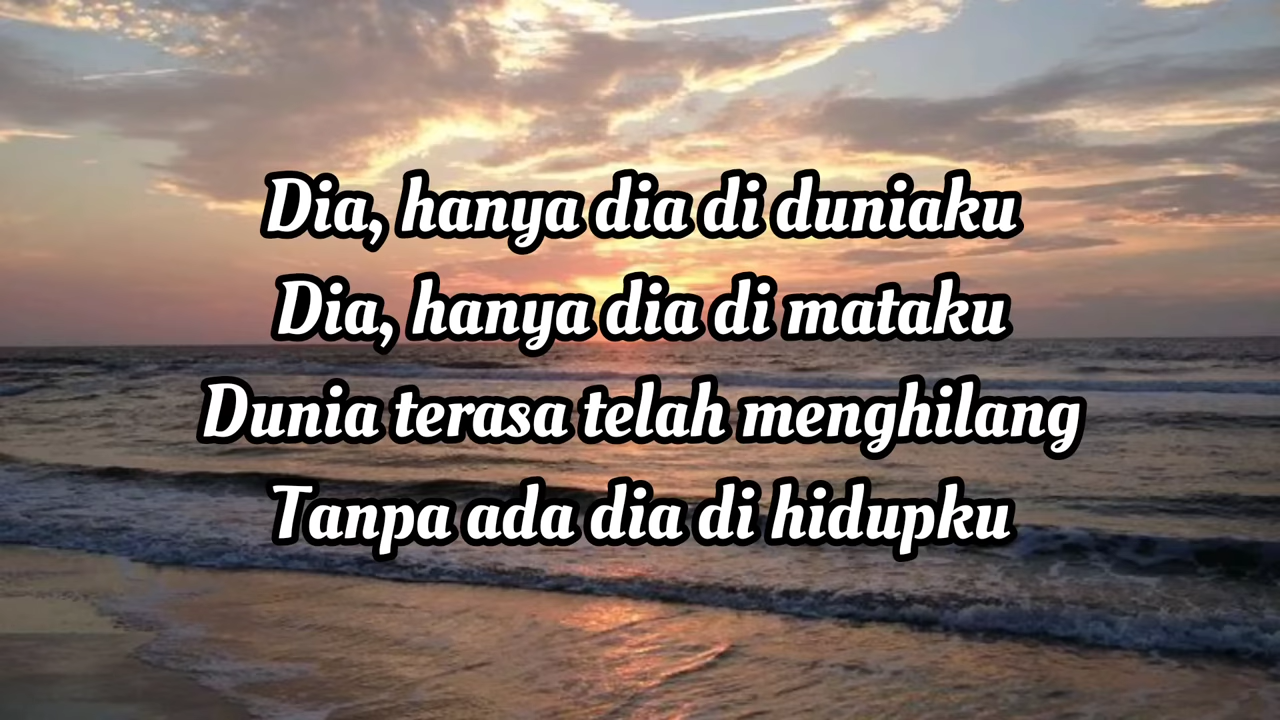 Dia, hanya dia di duniaku
Dia, hanya dia di mataku
Dunia terasa telah menghilang
Tanpa ada dia di hidupku